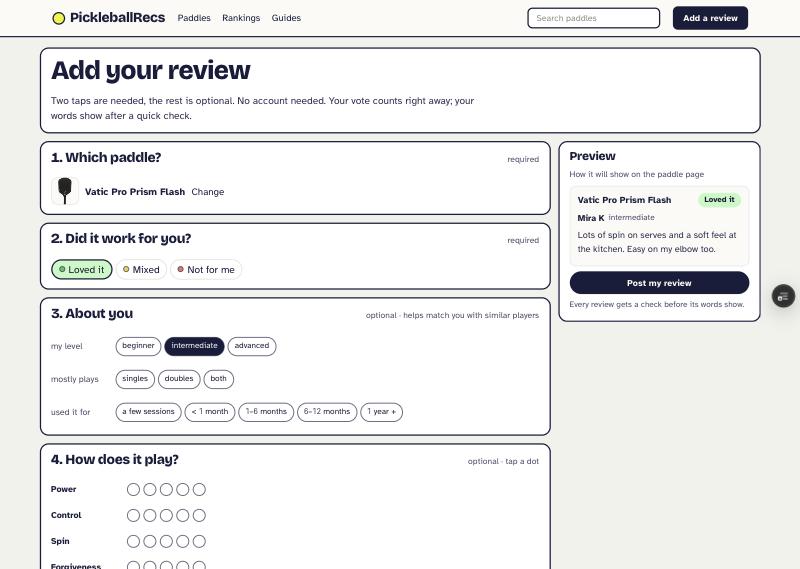 PickleballRecs Paddles Rankings Guides Search paddles Add a review
Add your review
Two taps are needed, the rest is optional. No account needed. Your vote counts right away; your
words show after a quick check.
1. Which paddle? required
Vatic Pro Prism Flash Change
2. Did it work for you? required
Loved it Mixed Not for me
3. About you optional · helps match you with similar players
my level beginner intermediate advanced
mostly plays singles doubles both
used it for a few sessions < 1 month 1–6 months 6–12 months 1 year +
4. How does it play? optional · tap a dot
Power
Control
Spin
Forgiveness
Preview
How it will show on the paddle page
Vatic Pro Prism Flash Loved it
Mira K intermediate
Lots of spin on serves and a soft feel at
the kitchen. Easy on my elbow too.
Post my review
Every review gets a check before its words show.